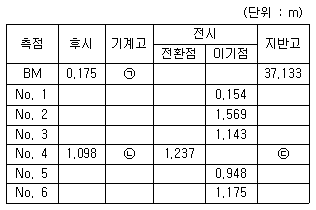 (단위 : m)
측점 후시 기계고 전시 지반고
전환점 이기점
BM 0.175 ㉠ 37.133
No. 1 0.154
No. 2 1.569
No. 3 1.143
No. 4 1.098 ㉡ 1.237 ㉢
No. 5 0.948
No. 6 1.175